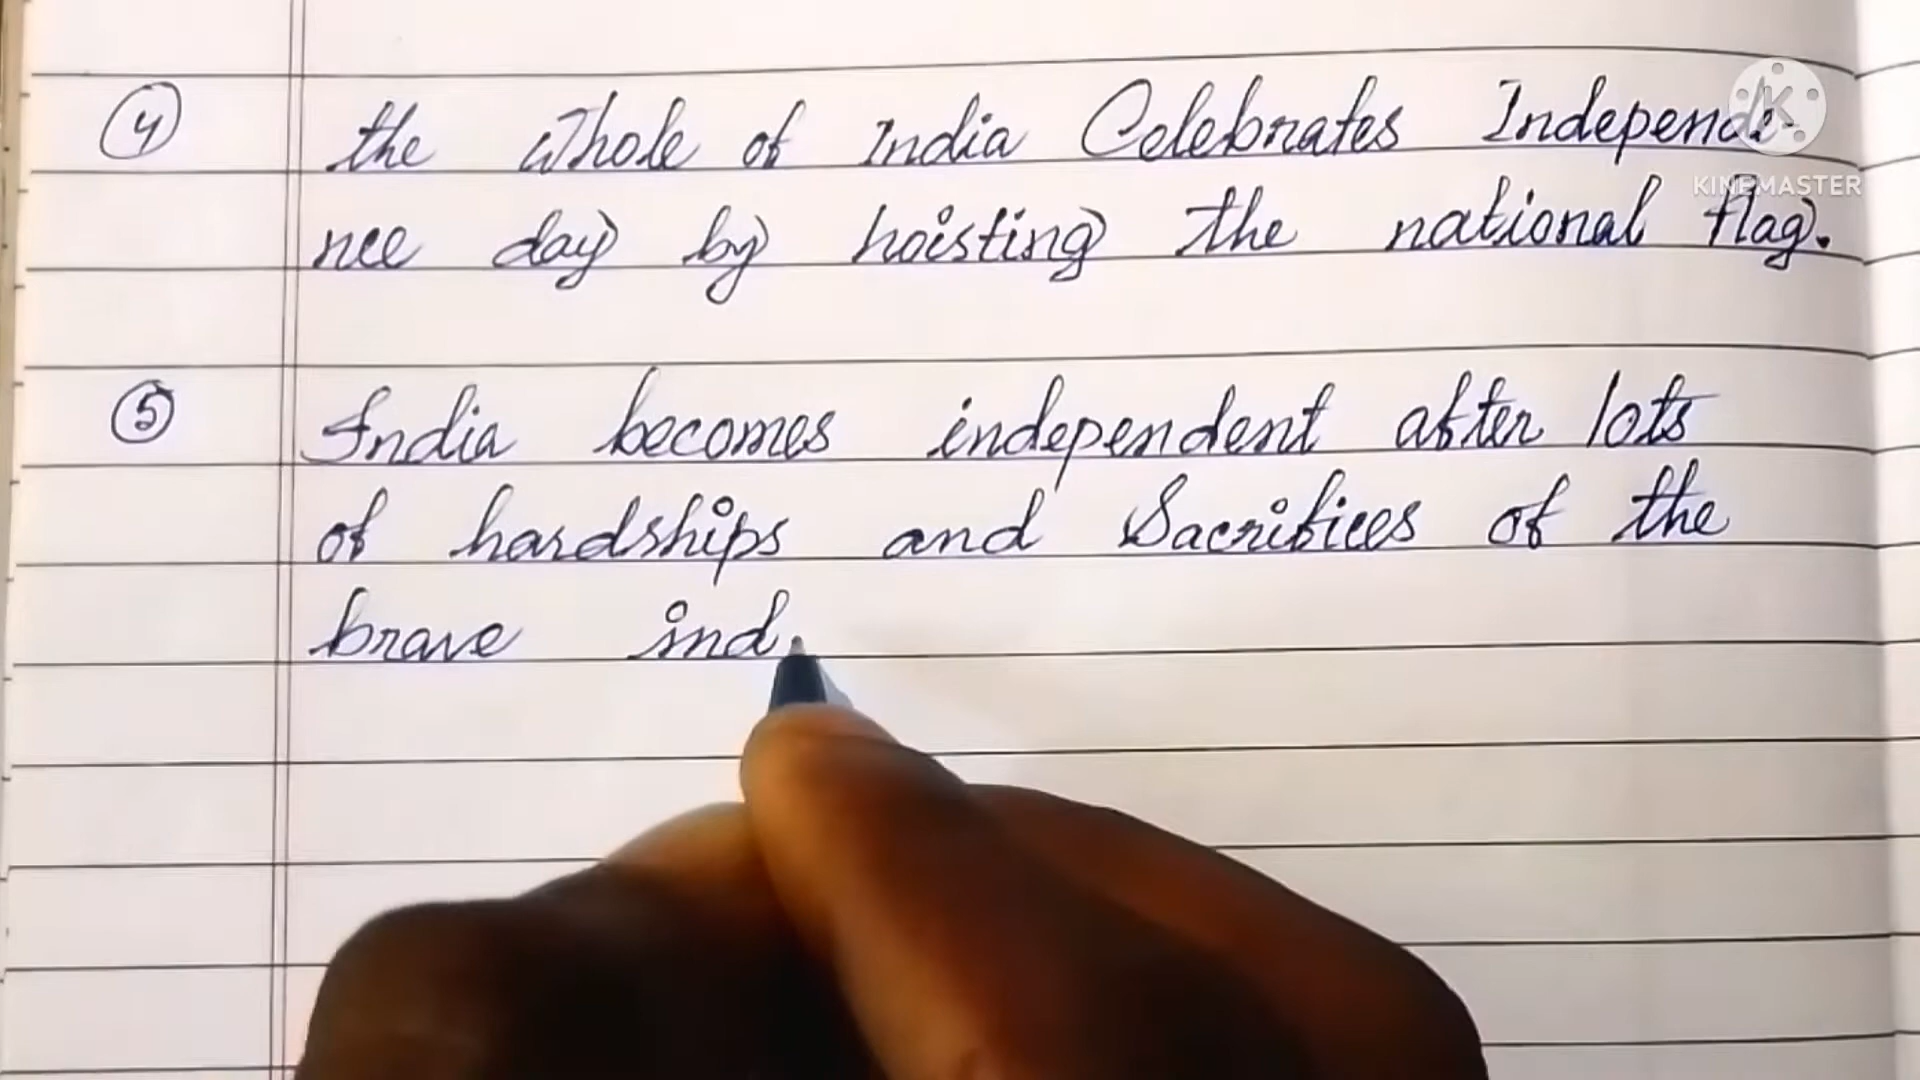 4 the Whole of India Celebrates Independe-
nce day by hoisting the national flag.
5 India becomes independent after lots
of hardships and Sacrifices of the
brave ind
K
KINEMASTER